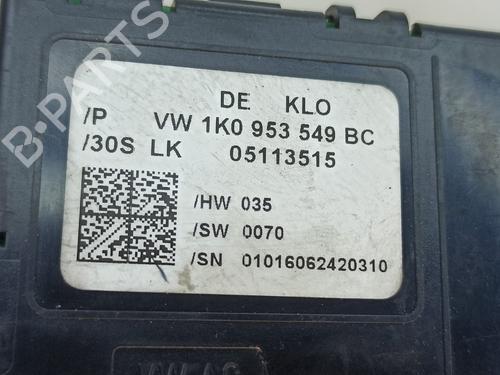 DE KLO
/P VW 1K0 953 549 BC
/30S LK 05113515
/HW 035
/SW 0070
/SN 01016062420310
B-PARTS